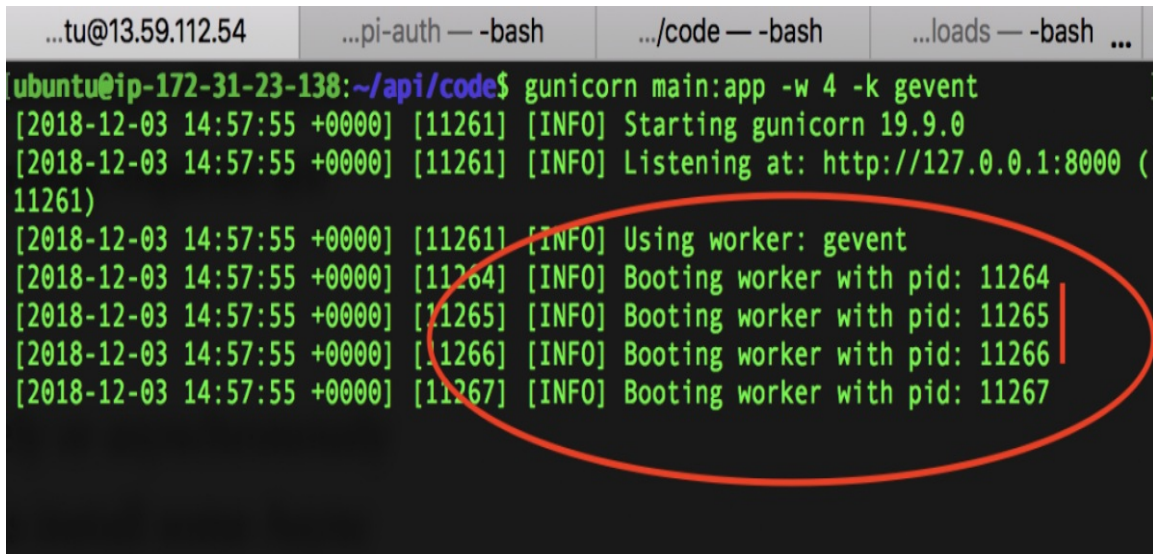 ...tu@13.59.112.54 ...pi-auth — -bash .../code — -bash ...loads — -bash ...
[ubuntu@ip-172-31-23-138:~/api/code$ gunicorn main:app -w 4 -k gevent ]
[2018-12-03 14:57:55 +0000] [11261] [INFO] Starting gunicorn 19.9.0
[2018-12-03 14:57:55 +0000] [11261] [INFO] Listening at: http://127.0.0.1:8000 (
11261)
[2018-12-03 14:57:55 +0000] [11261] [INFO] Using worker: gevent
[2018-12-03 14:57:55 +0000] [11264] [INFO] Booting worker with pid: 11264
[2018-12-03 14:57:55 +0000] [11265] [INFO] Booting worker with pid: 11265
[2018-12-03 14:57:55 +0000] [11266] [INFO] Booting worker with pid: 11266
[2018-12-03 14:57:55 +0000] [11267] [INFO] Booting worker with pid: 11267